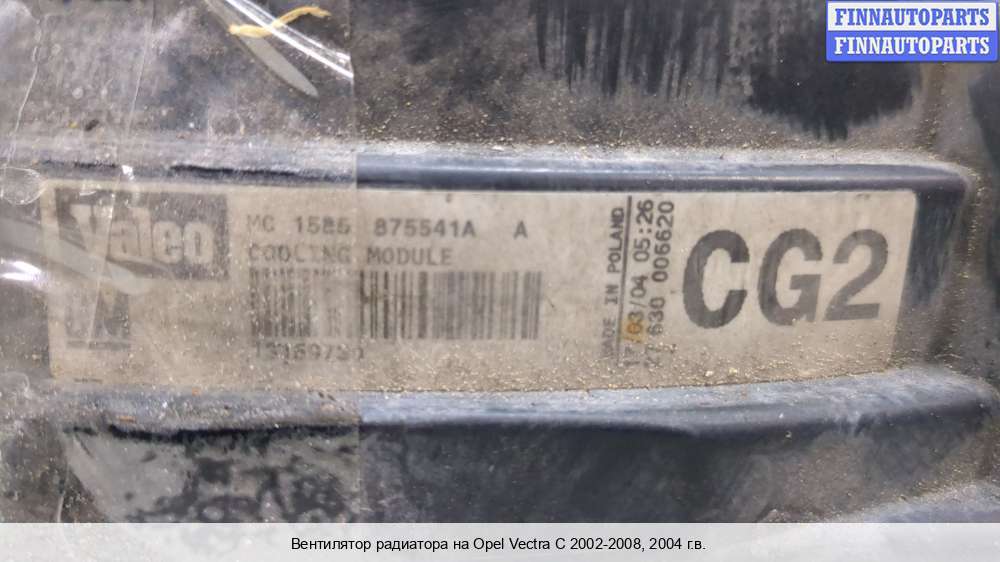 FINNAUTOPARTS
FINNAUTOPARTS
Valeo
MC 1585 875541A A
COOLING MODULE
MADE IN POLAND
17/03/04 05:26
630 006620
CG2
Вентилятор радиатора на Opel Vectra C 2002-2008, 2004 г.в.